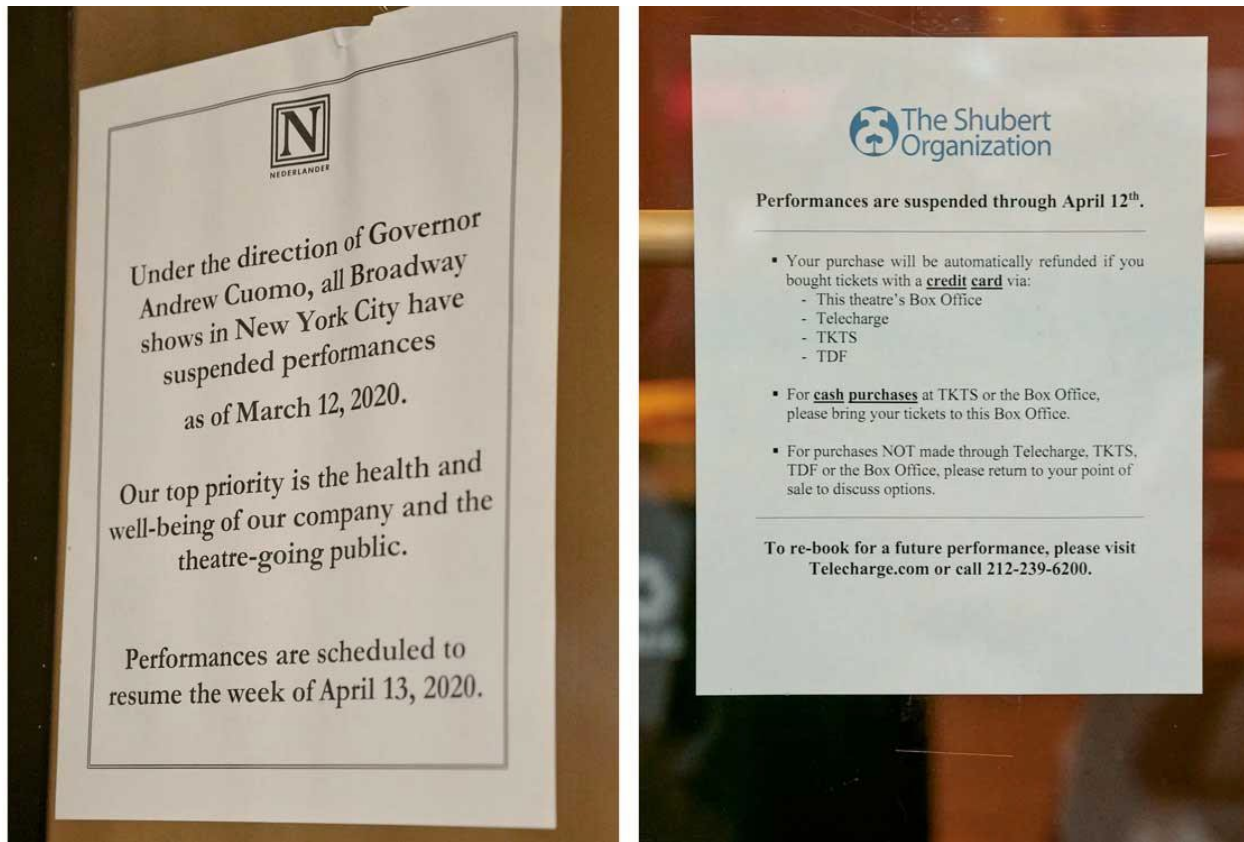 N
NEDERLANDER
Under the direction of Governor
Andrew Cuomo, all Broadway
shows in New York City have
suspended performances
as of March 12, 2020.
Our top priority is the health and
well-being of our company and the
theatre-going public.
Performances are scheduled to
resume the week of April 13, 2020.
The Shubert
Organization
Performances are suspended through April 12th.
▪ Your purchase will be automatically refunded if you
bought tickets with a credit card via:
- This theatre's Box Office
- Telecharge
- TKTS
- TDF
▪ For cash purchases at TKTS or the Box Office,
please bring your tickets to this Box Office.
▪ For purchases NOT made through Telecharge, TKTS,
TDF or the Box Office, please return to your point of
sale to discuss options.
To re-book for a future performance, please visit
Telecharge.com or call 212-239-6200.